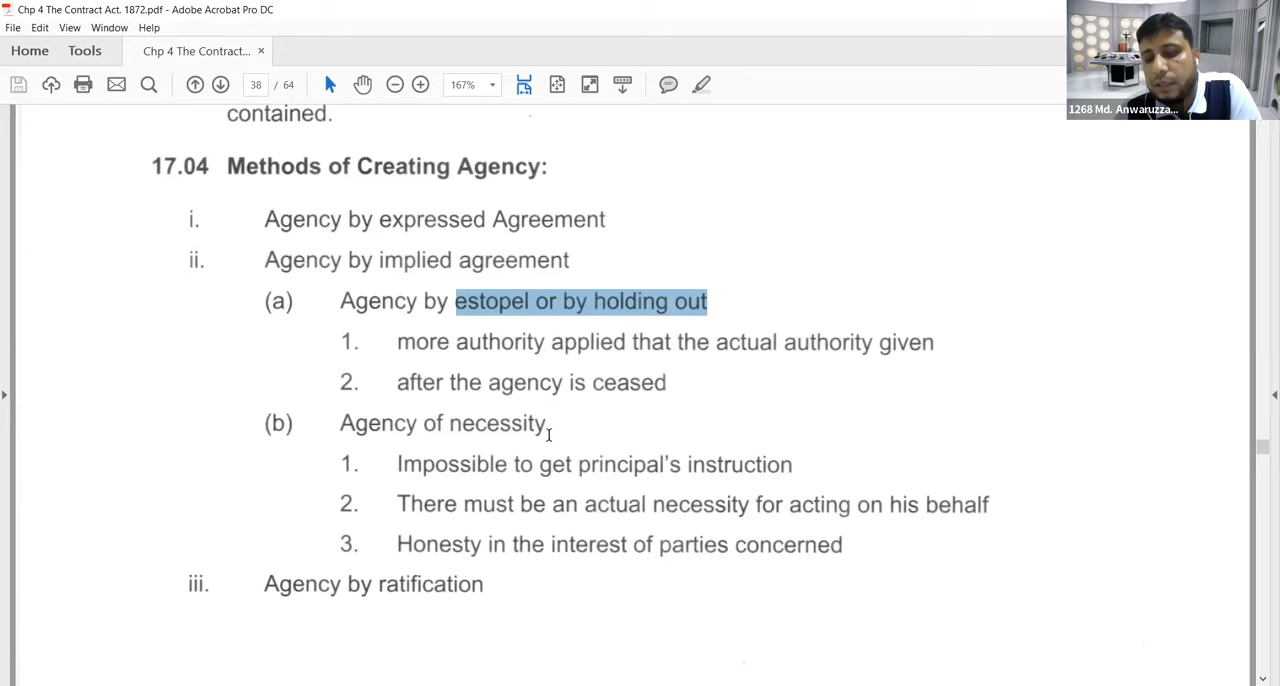 Chp 4 The Contract Act. 1872.pdf - Adobe Acrobat Pro DC
File Edit View Window Help
Home Tools Chp 4 The Contract... ×
38 / 64 167%
1268 Md. Anwaruzza...
contained.
17.04 Methods of Creating Agency:
i. Agency by expressed Agreement
ii. Agency by implied agreement
(a) Agency by estopel or by holding out
1. more authority applied that the actual authority given
2. after the agency is ceased
(b) Agency of necessity
1. Impossible to get principal's instruction
2. There must be an actual necessity for acting on his behalf
3. Honesty in the interest of parties concerned
iii. Agency by ratification